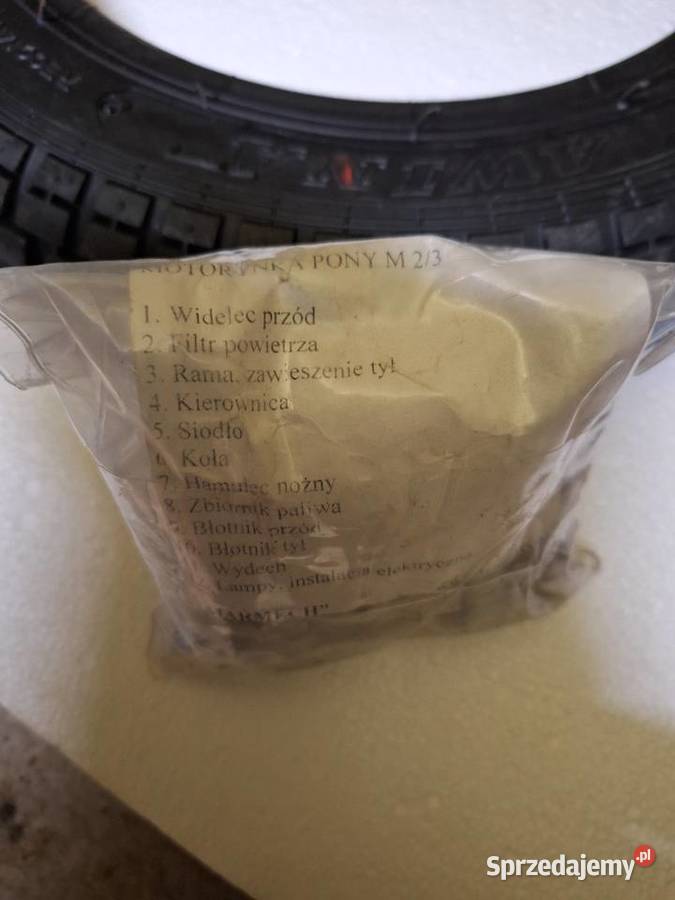 MOTORYNKA PONY M 2/3
1. Widelec przód
2. Filtr powietrza
3. Rama, zawieszenie tył
4. Kierownica
5. Siodło
6. Koła
7. Hamulec nożny
8. Zbiornik paliwa
Błotnik przód
Błotnik tył
Wydech
Lampy, instalacja elektryczna
Sprzedajemy.pl